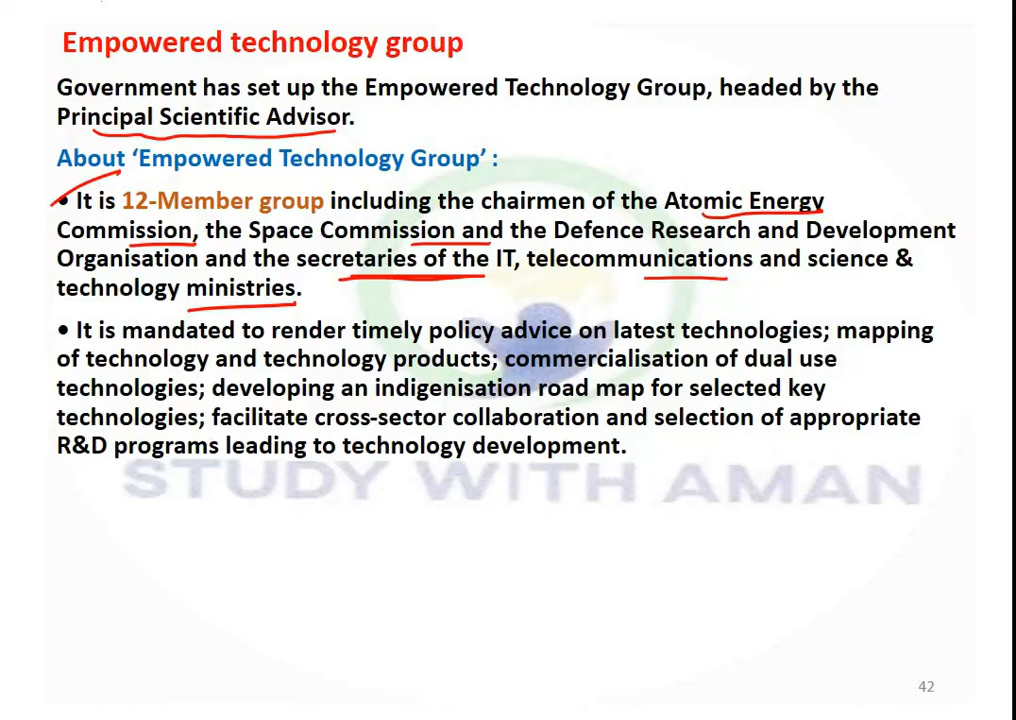 Empowered technology group
Government has set up the Empowered Technology Group, headed by the
Principal Scientific Advisor.
About ‘Empowered Technology Group’ :
• It is 12-Member group including the chairmen of the Atomic Energy
Commission, the Space Commission and the Defence Research and Development
Organisation and the secretaries of the IT, telecommunications and science &
technology ministries.
• It is mandated to render timely policy advice on latest technologies; mapping
of technology and technology products; commercialisation of dual use
technologies; developing an indigenisation road map for selected key
technologies; facilitate cross-sector collaboration and selection of appropriate
R&D programs leading to technology development.
STUDY WITH AMAN
42